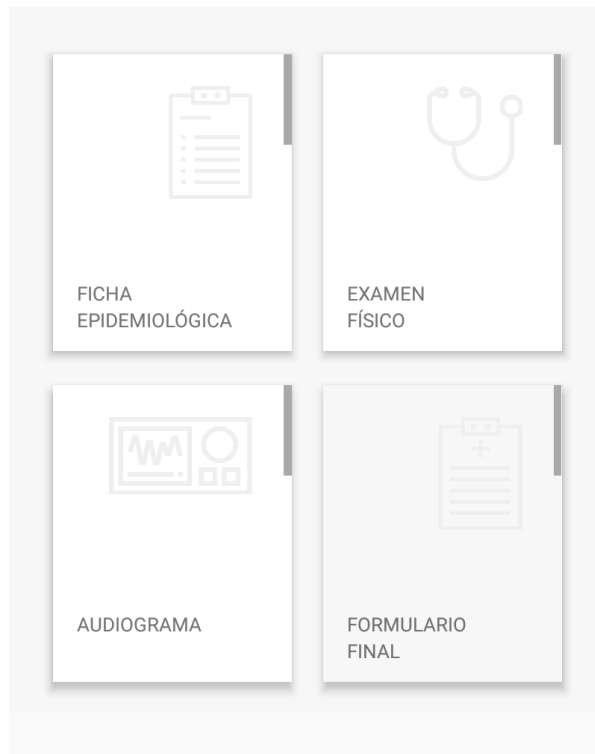 FICHA
EPIDEMIOLÓGICA
EXAMEN
FÍSICO
AUDIOGRAMA
FORMULARIO
FINAL